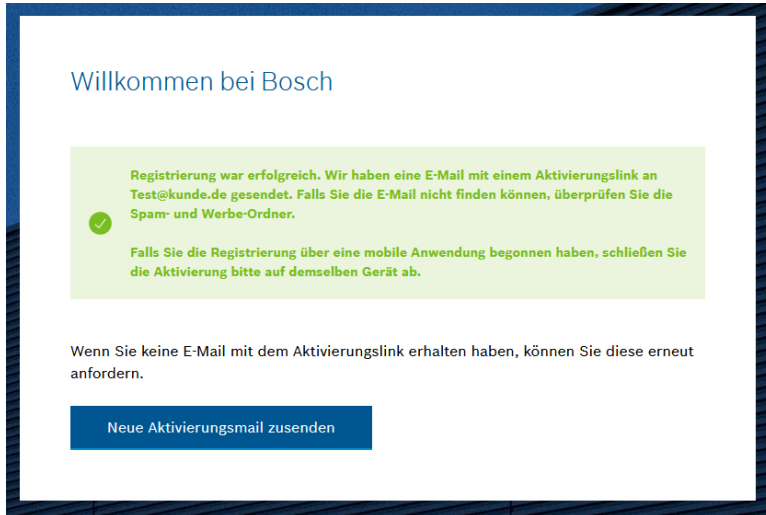 Willkommen bei Bosch
Registrierung war erfolgreich. Wir haben eine E-Mail mit einem Aktivierungslink an
Test@kunde.de gesendet. Falls Sie die E-Mail nicht finden können, überprüfen Sie die
Spam- und Werbe-Ordner.
Falls Sie die Registrierung über eine mobile Anwendung begonnen haben, schließen Sie
die Aktivierung bitte auf demselben Gerät ab.
Wenn Sie keine E-Mail mit dem Aktivierungslink erhalten haben, können Sie diese erneut
anfordern.
Neue Aktivierungsmail zusenden